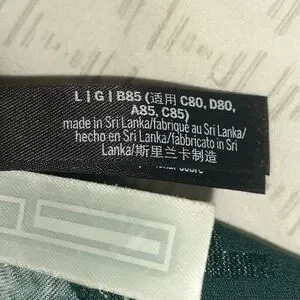 L | G | B85 (适用 C80, D80,
A85, C85)
made in Sri Lanka/fabriqué au Sri Lanka/
hecho en Sri Lanka/fabbricato in Sri
Lanka/斯里兰卡制造